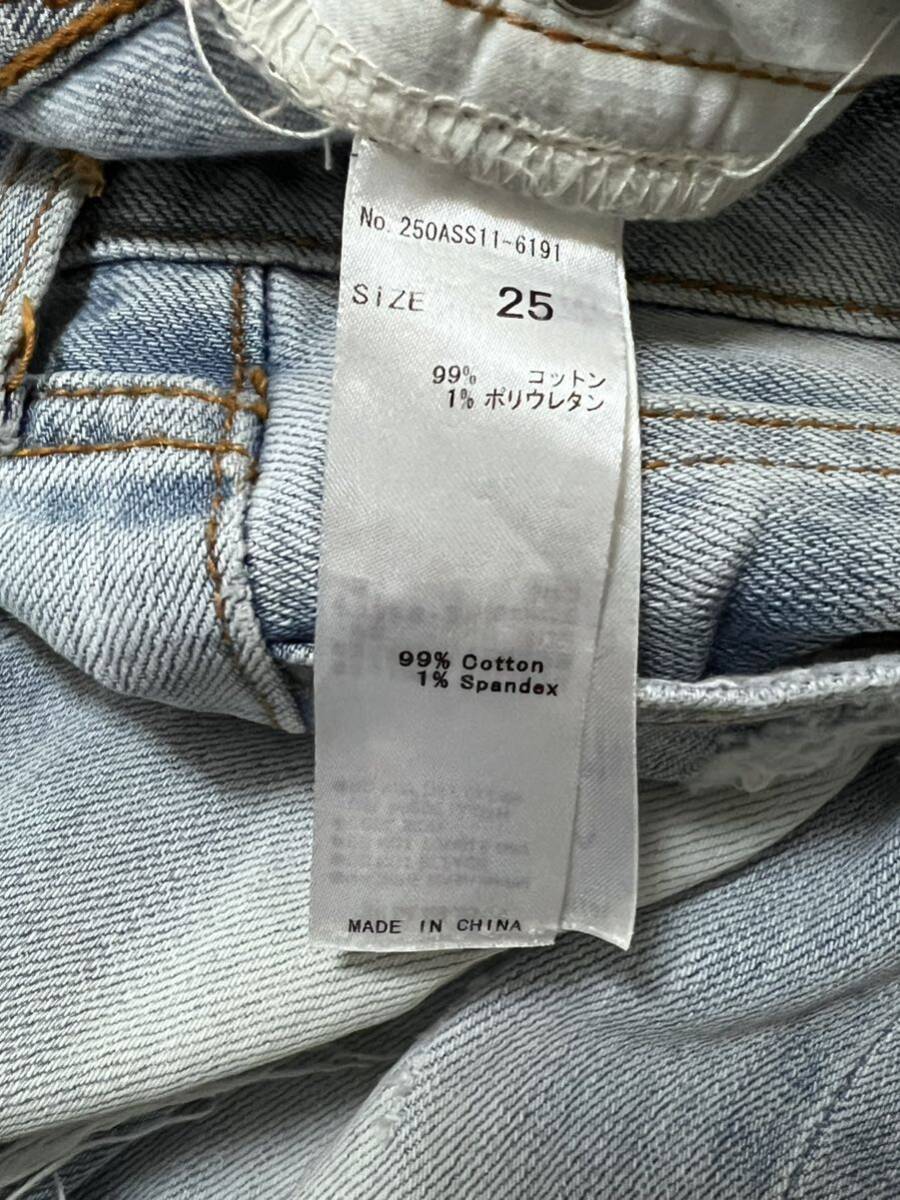 No. 250ASS11-6191
SiZE 25
99% コットン
1% ポリウレタン
99% Cotton
1% Spandex
MADE IN CHINA